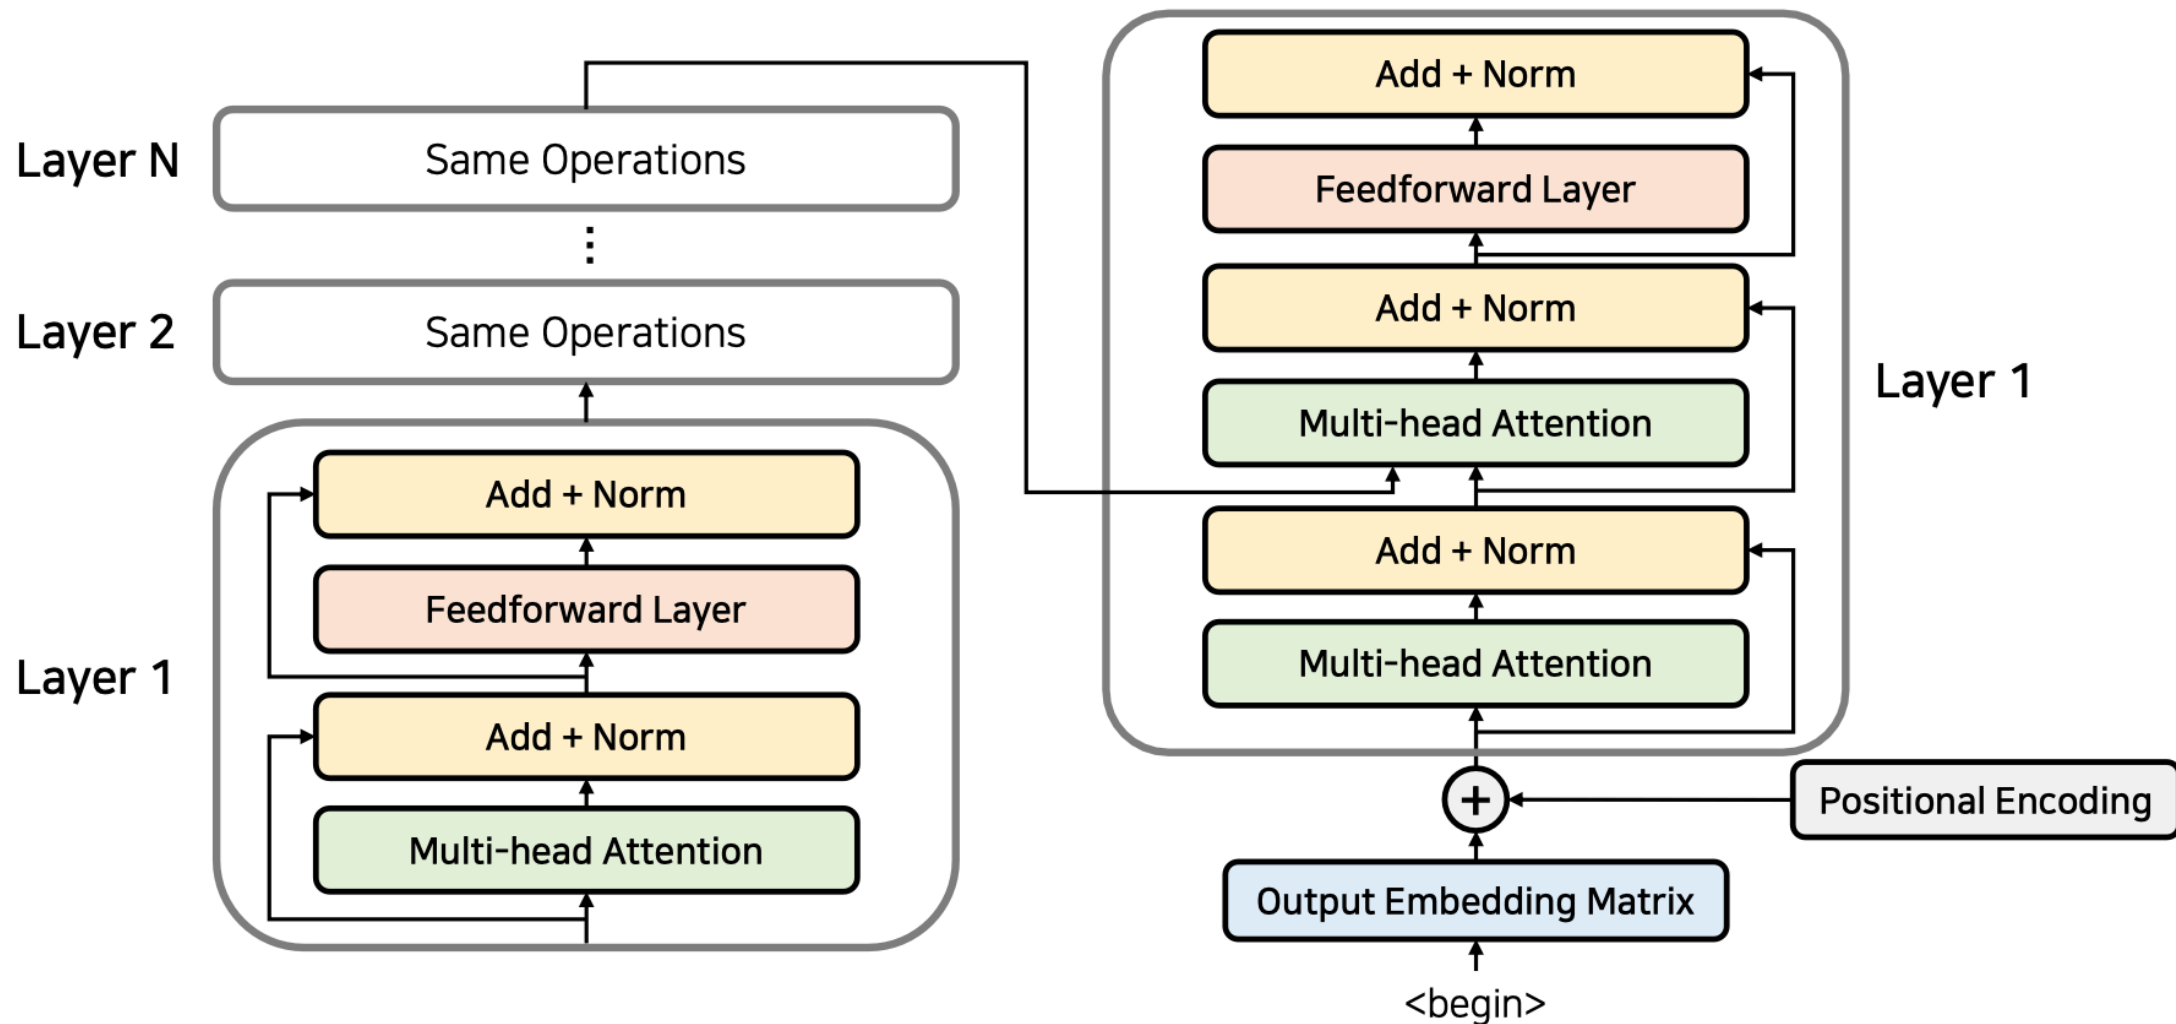 Layer N
Same Operations
⋮
Layer 2
Same Operations
Layer 1
Add + Norm
Feedforward Layer
Add + Norm
Multi-head Attention
Add + Norm
Feedforward Layer
Add + Norm
Multi-head Attention
Add + Norm
Multi-head Attention
Layer 1
+
Positional Encoding
Output Embedding Matrix
<begin>